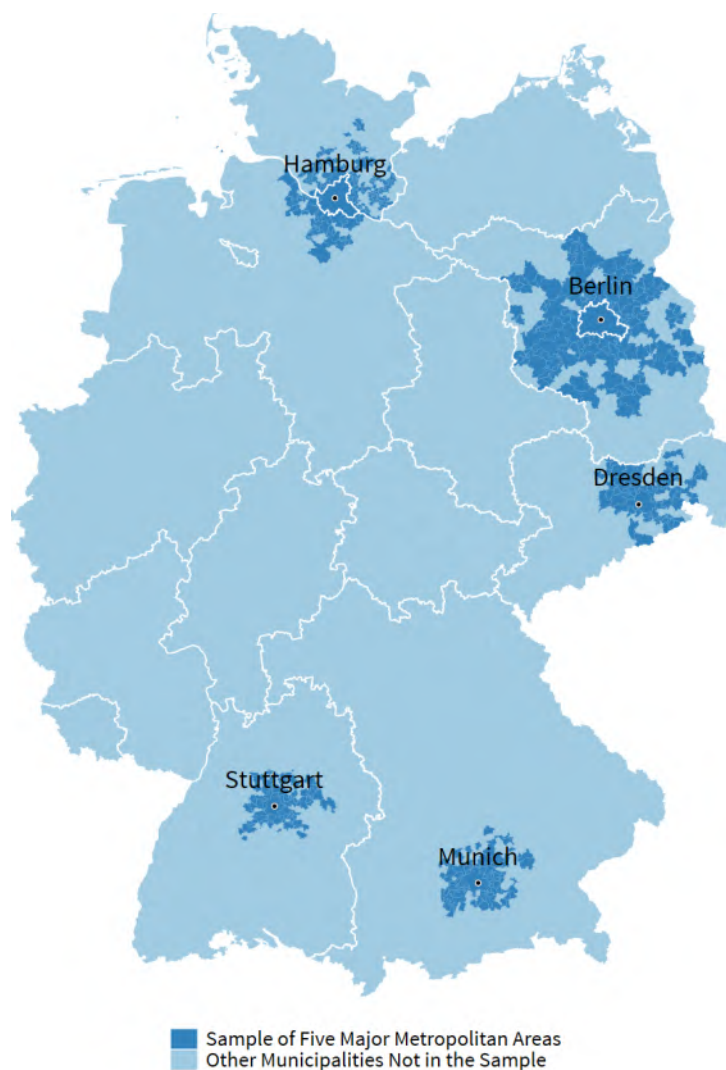 Hamburg
Berlin
Dresden
Stuttgart
Munich
Sample of Five Major Metropolitan Areas
Other Municipalities Not in the Sample